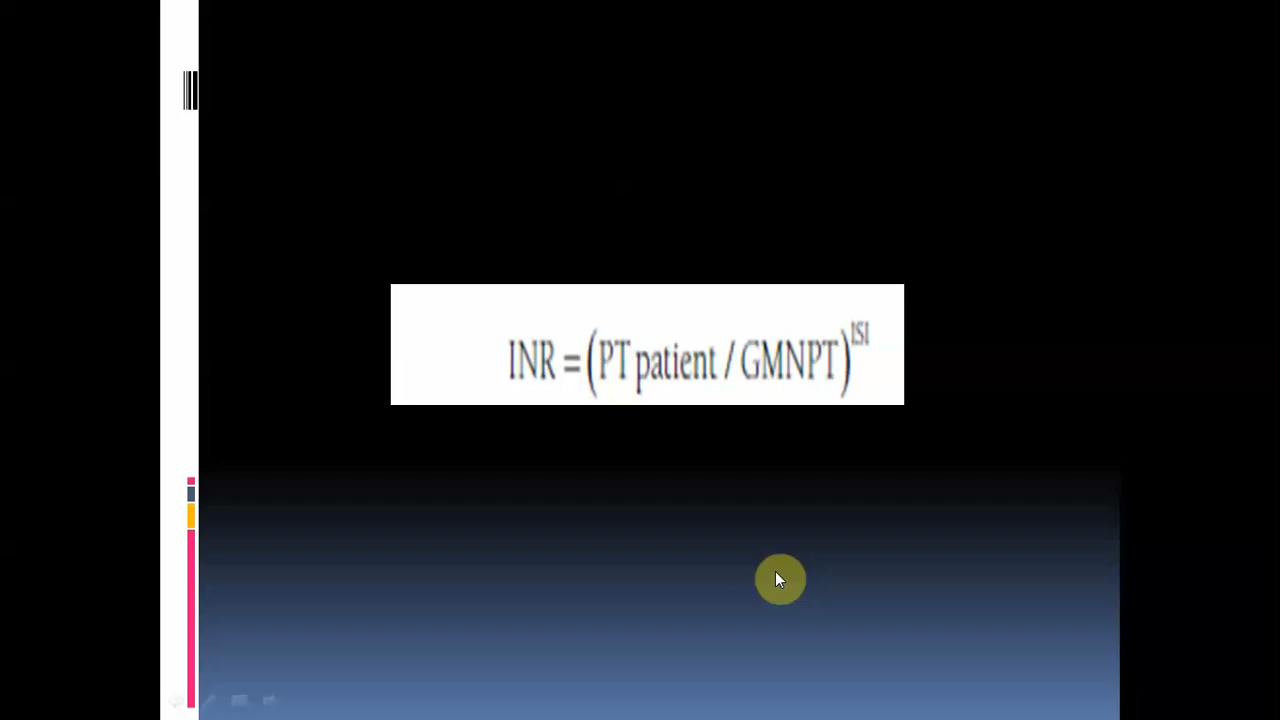 INR = (PT patient / GMNPT)^ISI